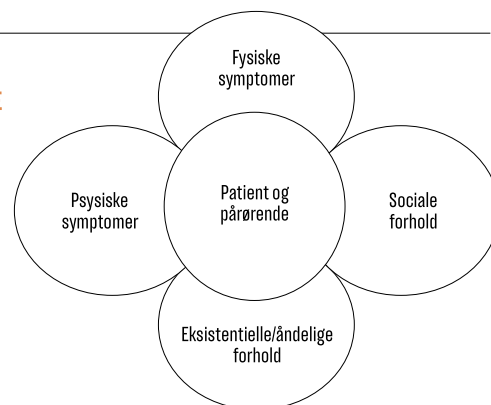 Fysiske
symptomer
Psysiske
symptomer
Patient og
pårørende
Sociale
forhold
Eksistentielle/åndelige
forhold